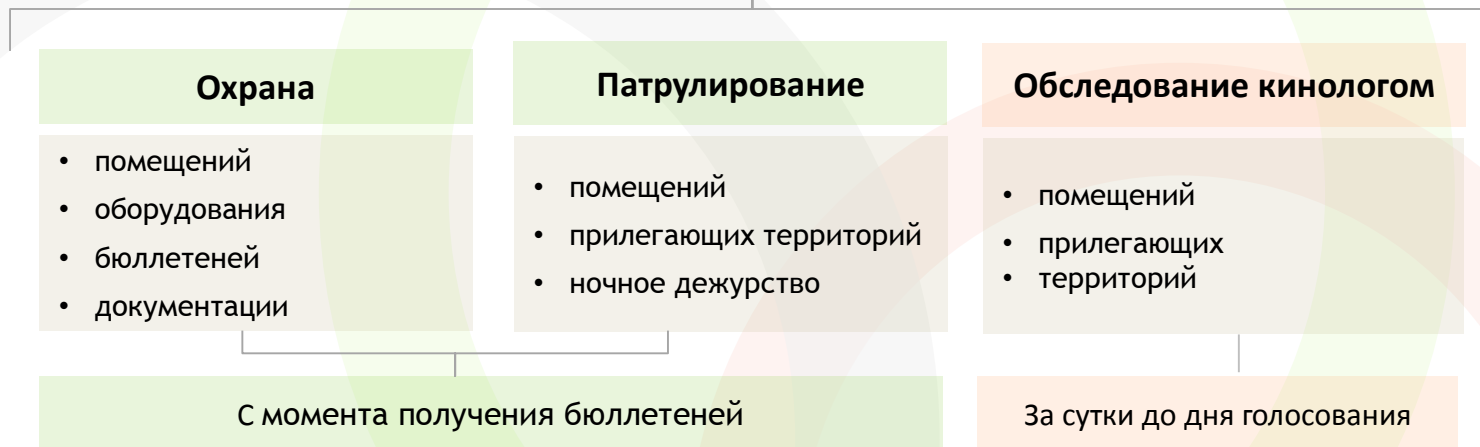 Охрана
• помещений
• оборудования
• бюллетеней
• документации
Патрулирование
• помещений
• прилегающих территорий
• ночное дежурство
Обследование кинологом
• помещений
• прилегающих
• территорий
С момента получения бюллетеней
За сутки до дня голосования